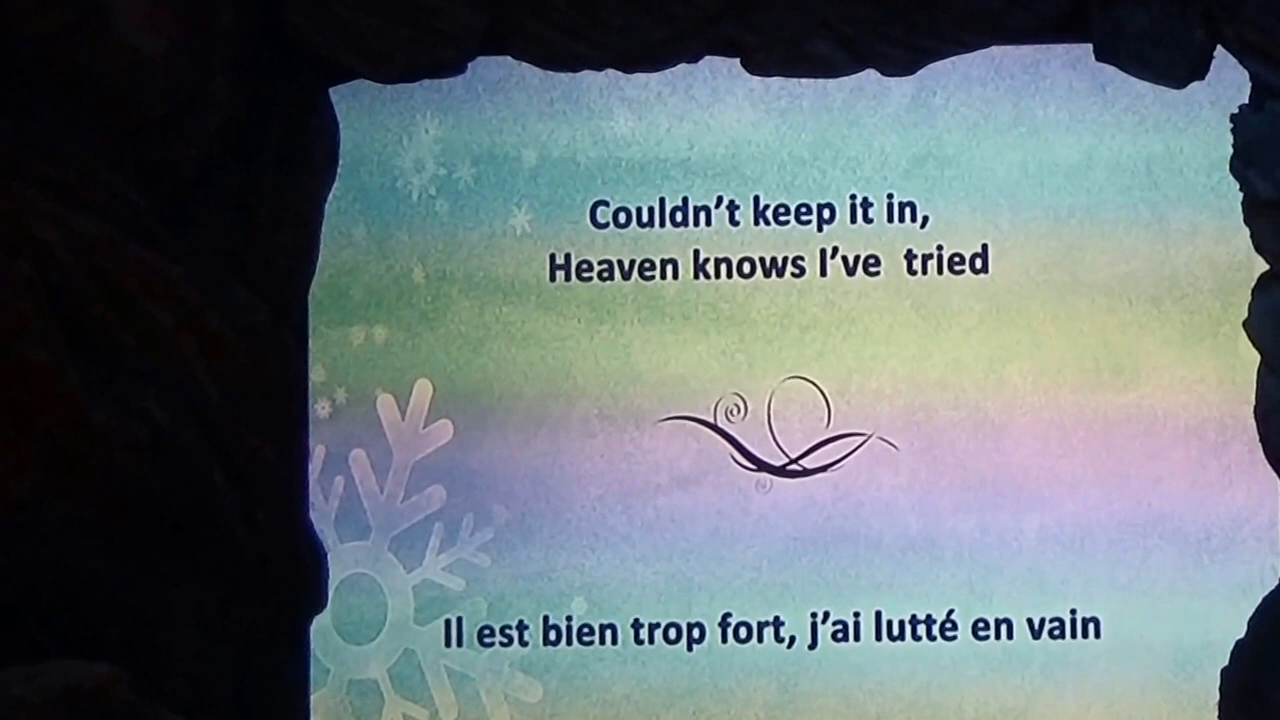 Couldn't keep it in,
Heaven knows I've  tried
Il est bien trop fort, j'ai lutté en vain